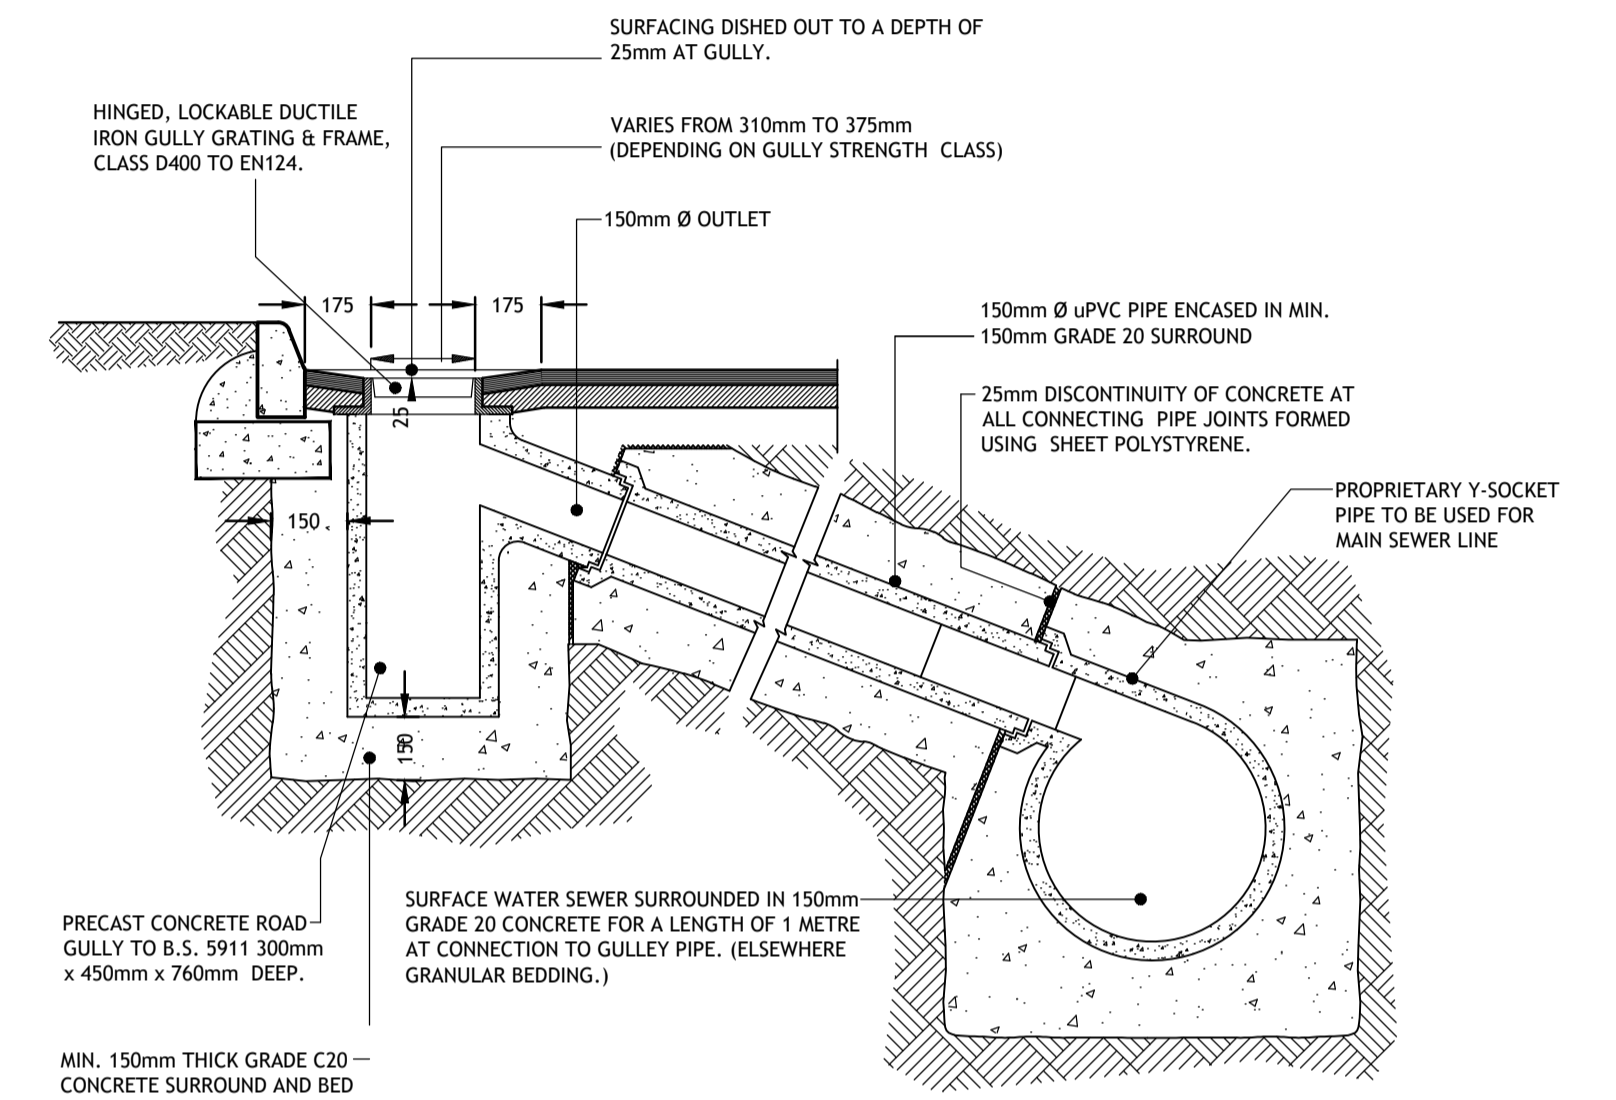 SURFACING DISHED OUT TO A DEPTH OF
25mm AT GULLY.
HINGED, LOCKABLE DUCTILE
IRON GULLY GRATING & FRAME,
CLASS D400 TO EN124.
VARIES FROM 310mm TO 375mm
(DEPENDING ON GULLY STRENGTH CLASS)
150mm Ø OUTLET
175
175
25
150
150
150mm Ø uPVC PIPE ENCASED IN MIN.
150mm GRADE 20 SURROUND
25mm DISCONTINUITY OF CONCRETE AT
ALL CONNECTING PIPE JOINTS FORMED
USING SHEET POLYSTYRENE.
PROPRIETARY Y-SOCKET
PIPE TO BE USED FOR
MAIN SEWER LINE
PRECAST CONCRETE ROAD
GULLY TO B.S. 5911 300mm
x 450mm x 760mm DEEP.
SURFACE WATER SEWER SURROUNDED IN 150mm
GRADE 20 CONCRETE FOR A LENGTH OF 1 METRE
AT CONNECTION TO GULLEY PIPE. (ELSEWHERE
GRANULAR BEDDING.)
MIN. 150mm THICK GRADE C20
CONCRETE SURROUND AND BED